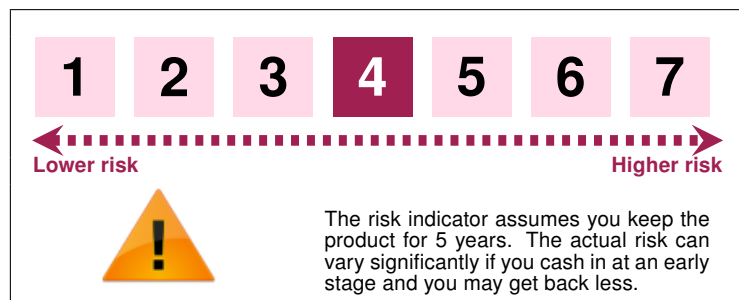 1 2 3 4 5 6 7
Lower risk Higher risk
!
The risk indicator assumes you keep the
product for 5 years. The actual risk can
vary significantly if you cash in at an early
stage and you may get back less.